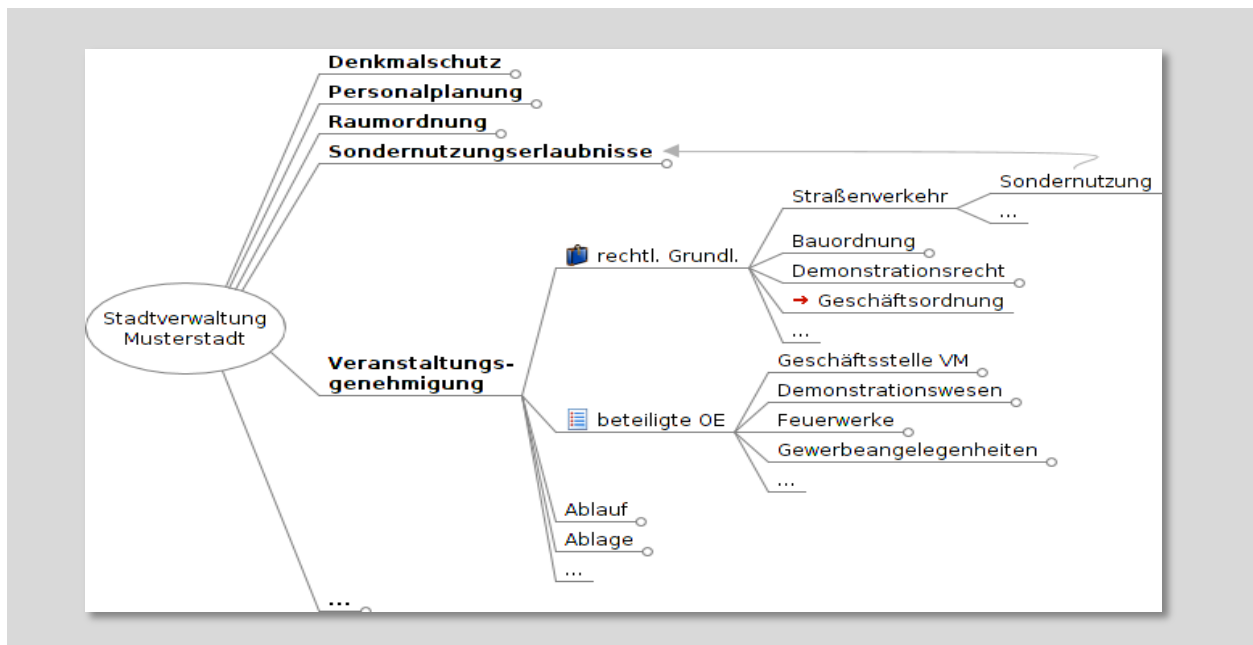 Denkmalschutz
Personalplanung
Raumordnung
Sondernutzungserlaubnisse
Sondernutzung
Straßenverkehr
...
Bauordnung
rechtl. Grundl.
Demonstrationsrecht
Geschäftsordnung
...
Stadtverwaltung
Musterstadt
Veranstaltungs-
genehmigung
Geschäftsstelle VM
Demonstrationswesen
beteiligte OE
Feuerwerke
Gewerbeangelegenheiten
...
Ablauf
Ablage
...
...